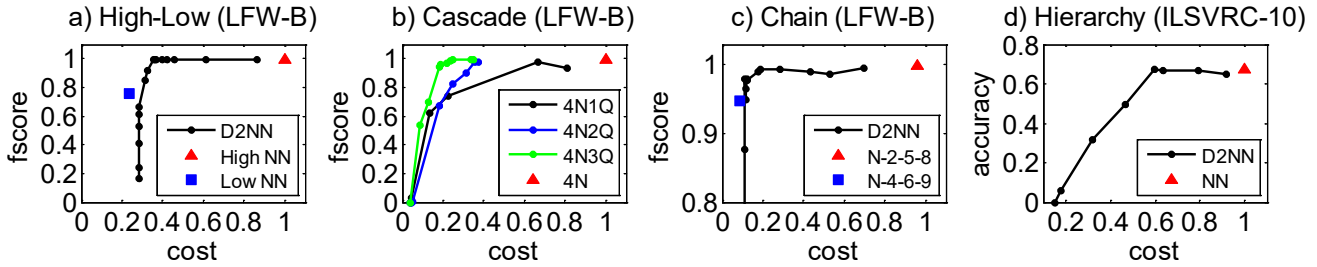 a) High-Low (LFW-B)
fscore
1
0.8
0.6
0.4
0.2
0
0 0.2 0.4 0.6 0.8 1
cost
D2NN
High NN
Low NN
b) Cascade (LFW-B)
fscore
1
0.8
0.6
0.4
0.2
0
0 0.2 0.4 0.6 0.8 1
cost
4N1Q
4N2Q
4N3Q
4N
c) Chain (LFW-B)
fscore
1
0.9
0.8
0 0.2 0.4 0.6 0.8 1
cost
D2NN
N-2-5-8
N-4-6-9
d) Hierarchy (ILSVRC-10)
accuracy
0.8
0.6
0.4
0.2
0
0.2 0.4 0.6 0.8 1
cost
D2NN
NN